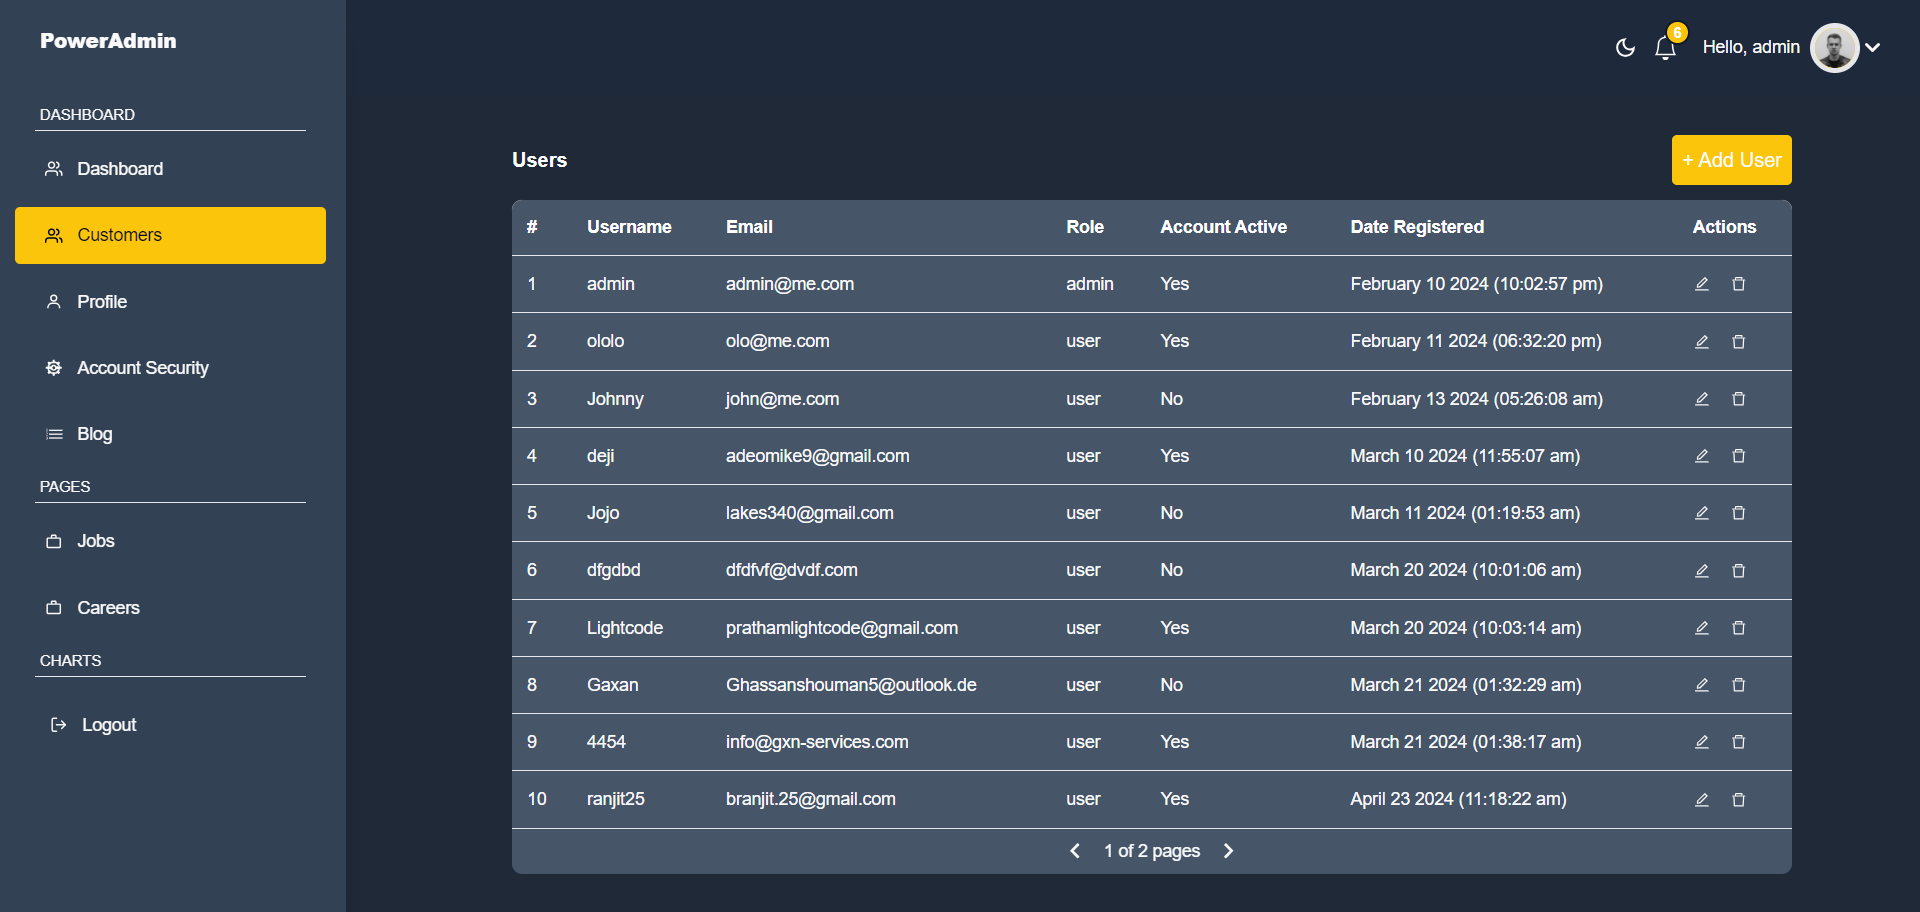 PowerAdmin
DASHBOARD
Dashboard
Customers
Profile
Account Security
Blog
PAGES
Jobs
Careers
CHARTS
Logout
6
Hello, admin
Users
+ Add User
# Username Email Role Account Active Date Registered Actions
1 admin admin@me.com admin Yes February 10 2024 (10:02:57 pm)
2 ololo olo@me.com user Yes February 11 2024 (06:32:20 pm)
3 Johnny john@me.com user No February 13 2024 (05:26:08 am)
4 deji adeomike9@gmail.com user Yes March 10 2024 (11:55:07 am)
5 Jojo lakes340@gmail.com user No March 11 2024 (01:19:53 am)
6 dfgdbd dfdfvf@dvdf.com user No March 20 2024 (10:01:06 am)
7 Lightcode prathamlightcode@gmail.com user Yes March 20 2024 (10:03:14 am)
8 Gaxan Ghassanshouman5@outlook.de user No March 21 2024 (01:32:29 am)
9 4454 info@gxn-services.com user Yes March 21 2024 (01:38:17 am)
10 ranjit25 branjit.25@gmail.com user Yes April 23 2024 (11:18:22 am)
1 of 2 pages